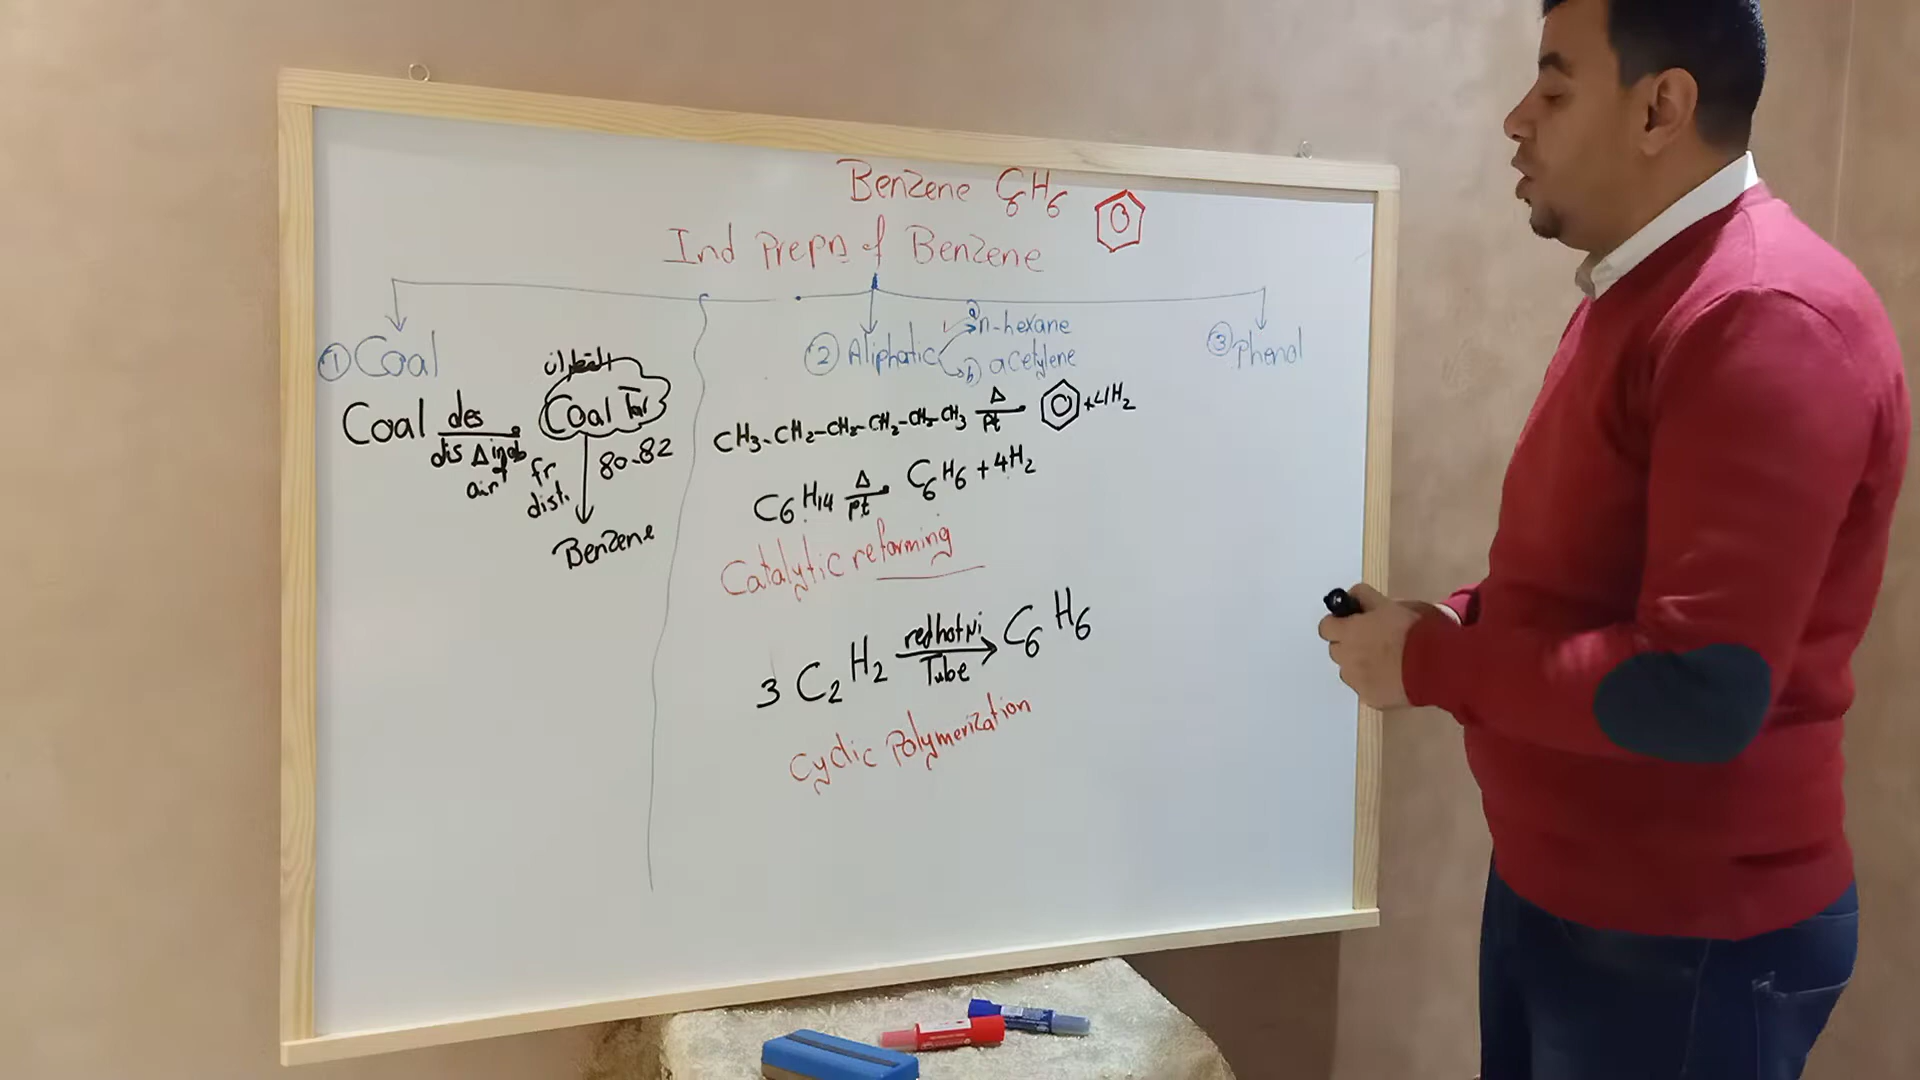 Benzene C6H6
Ind Prepn of Benzene
① Coal
القطران
Coal des Coal Tar
dis Δ in ab
air
fr
dist.
80-82
Benzene
② Aliphatic
a) n-hexane
b) acetylene
CH3-CH2-CH2-CH2-CH2-CH3 Δ Pt +4H2
C6H14 Δ Pt C6H6 + 4H2
Catalytic reforming
3 C2H2 red hot Ni Tube C6H6
Cyclic Polymerization
③ Phenol